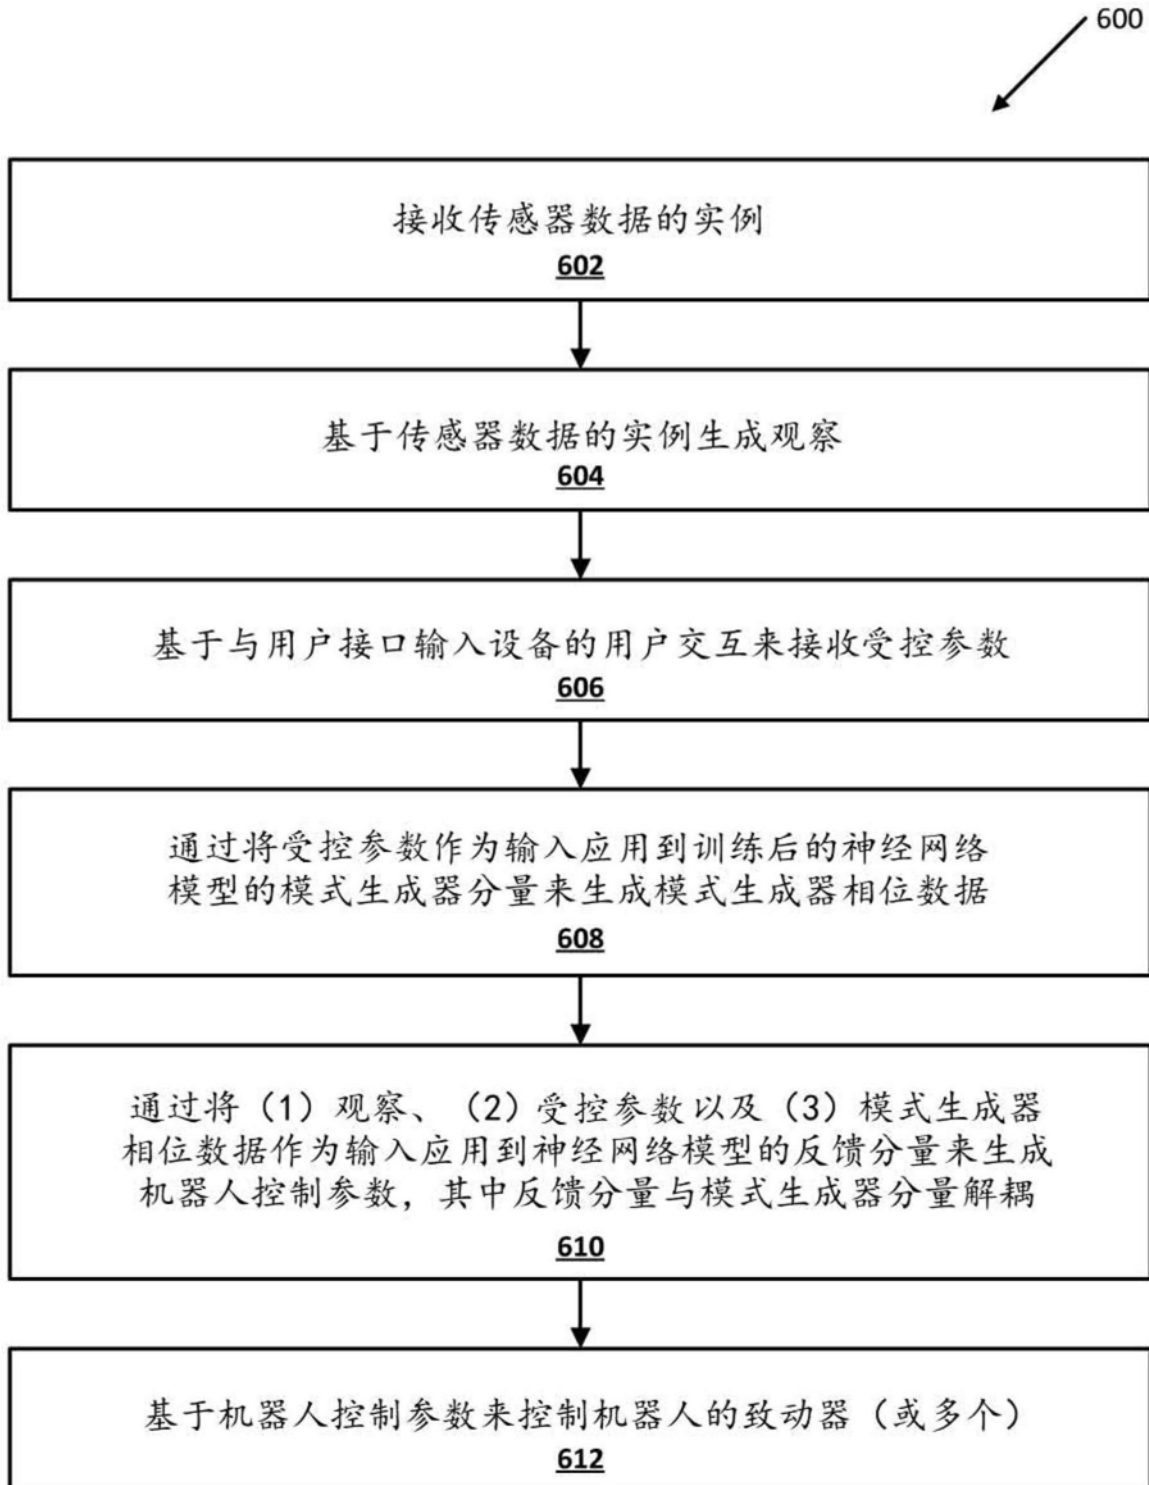 600
接收传感器数据的实例
602
基于传感器数据的实例生成观察
604
基于与用户接口输入设备的用户交互来接收受控参数
606
通过将受控参数作为输入应用到训练后的神经网络
模型的模式生成器分量来生成模式生成器相位数据
608
通过将（1）观察、（2）受控参数以及（3）模式生成器
相位数据作为输入应用到神经网络模型的反馈分量来生成
机器人控制参数，其中反馈分量与模式生成器分量解耦
610
基于机器人控制参数来控制机器人的致动器（或多个）
612